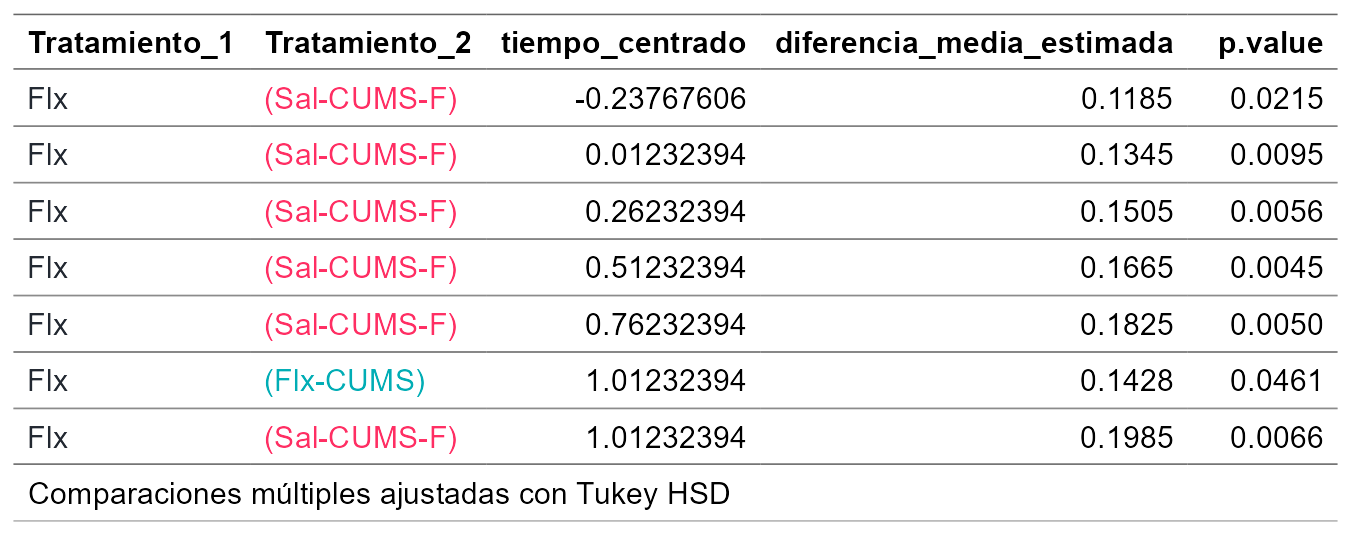 Tratamiento_1 Tratamiento_2 tiempo_centrado diferencia_media_estimada p.value
Flx (Sal-CUMS-F) -0.23767606 0.1185 0.0215
Flx (Sal-CUMS-F) 0.01232394 0.1345 0.0095
Flx (Sal-CUMS-F) 0.26232394 0.1505 0.0056
Flx (Sal-CUMS-F) 0.51232394 0.1665 0.0045
Flx (Sal-CUMS-F) 0.76232394 0.1825 0.0050
Flx (Flx-CUMS) 1.01232394 0.1428 0.0461
Flx (Sal-CUMS-F) 1.01232394 0.1985 0.0066
Comparaciones múltiples ajustadas con Tukey HSD